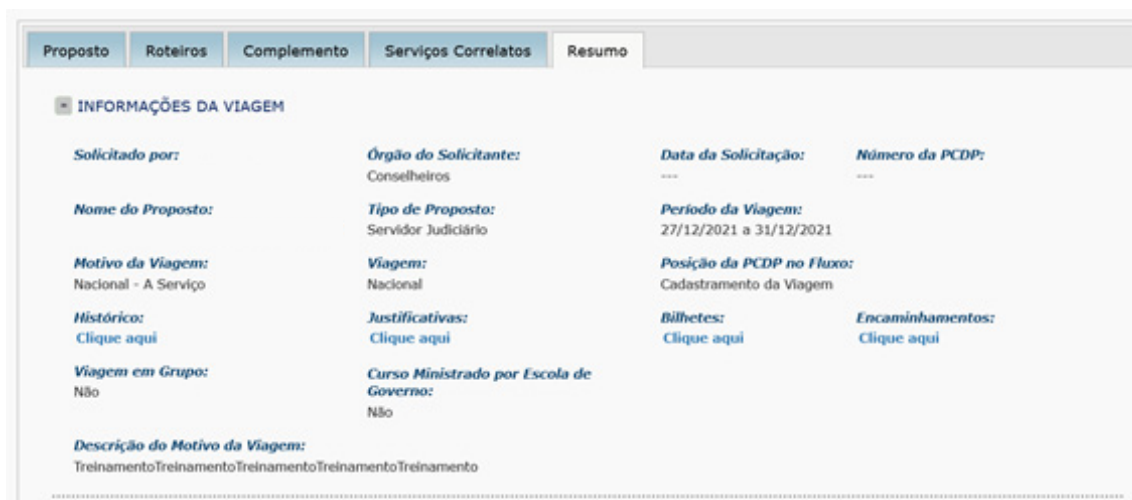 Proposto Roteiros Complemento Serviços Correlatos Resumo
INFORMAÇÕES DA VIAGEM
Solicitado por: Órgão do Solicitante: Data da Solicitação: Número da PCDP:
Conselheiros --- ---
Nome do Proposto: Tipo de Proposto: Período da Viagem:
Servidor Judiciário 27/12/2021 a 31/12/2021
Motivo da Viagem: Viagem: Posição da PCDP no Fluxo:
Nacional - A Serviço Nacional Cadastramento da Viagem
Histórico: Justificativas: Bilhetes: Encaminhamentos:
Clique aqui Clique aqui Clique aqui Clique aqui
Viagem em Grupo: Curso Ministrado por Escola de
Não Governo:
Não
Descrição do Motivo da Viagem:
TreinamentoTreinamentoTreinamentoTreinamentoTreinamento